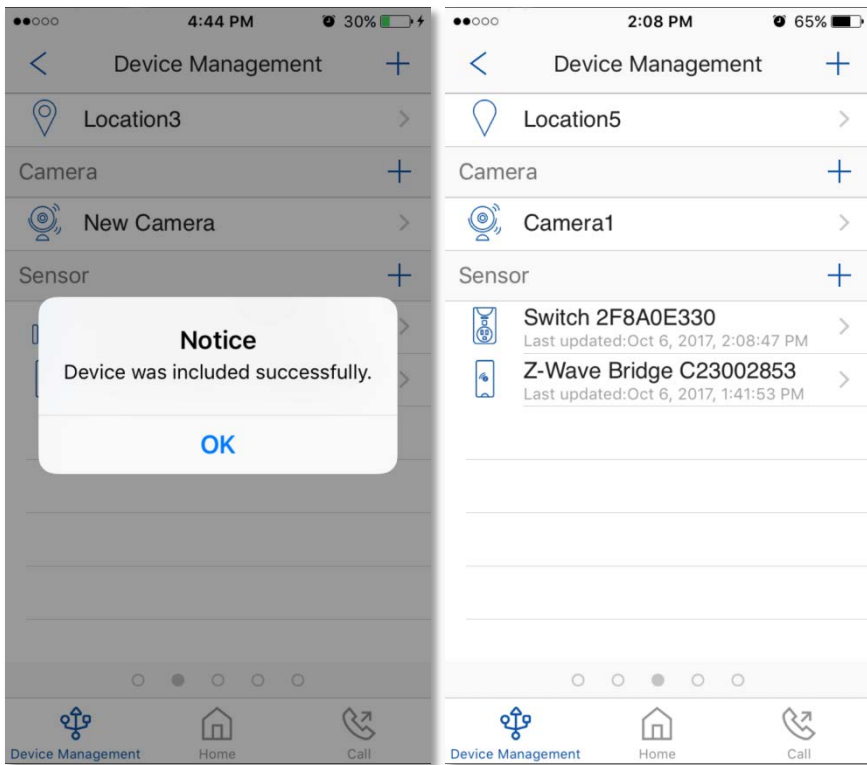 4:44 PM
30%
Device Management
Location3
Camera
New Camera
Sensor
Notice
Device was included successfully.
OK
Device Management
Home
Call
2:08 PM
65%
Device Management
Location5
Camera
Camera1
Sensor
Switch 2F8A0E330
Last updated:Oct 6, 2017, 2:08:47 PM
Z-Wave Bridge C23002853
Last updated:Oct 6, 2017, 1:41:53 PM
Device Management
Home
Call